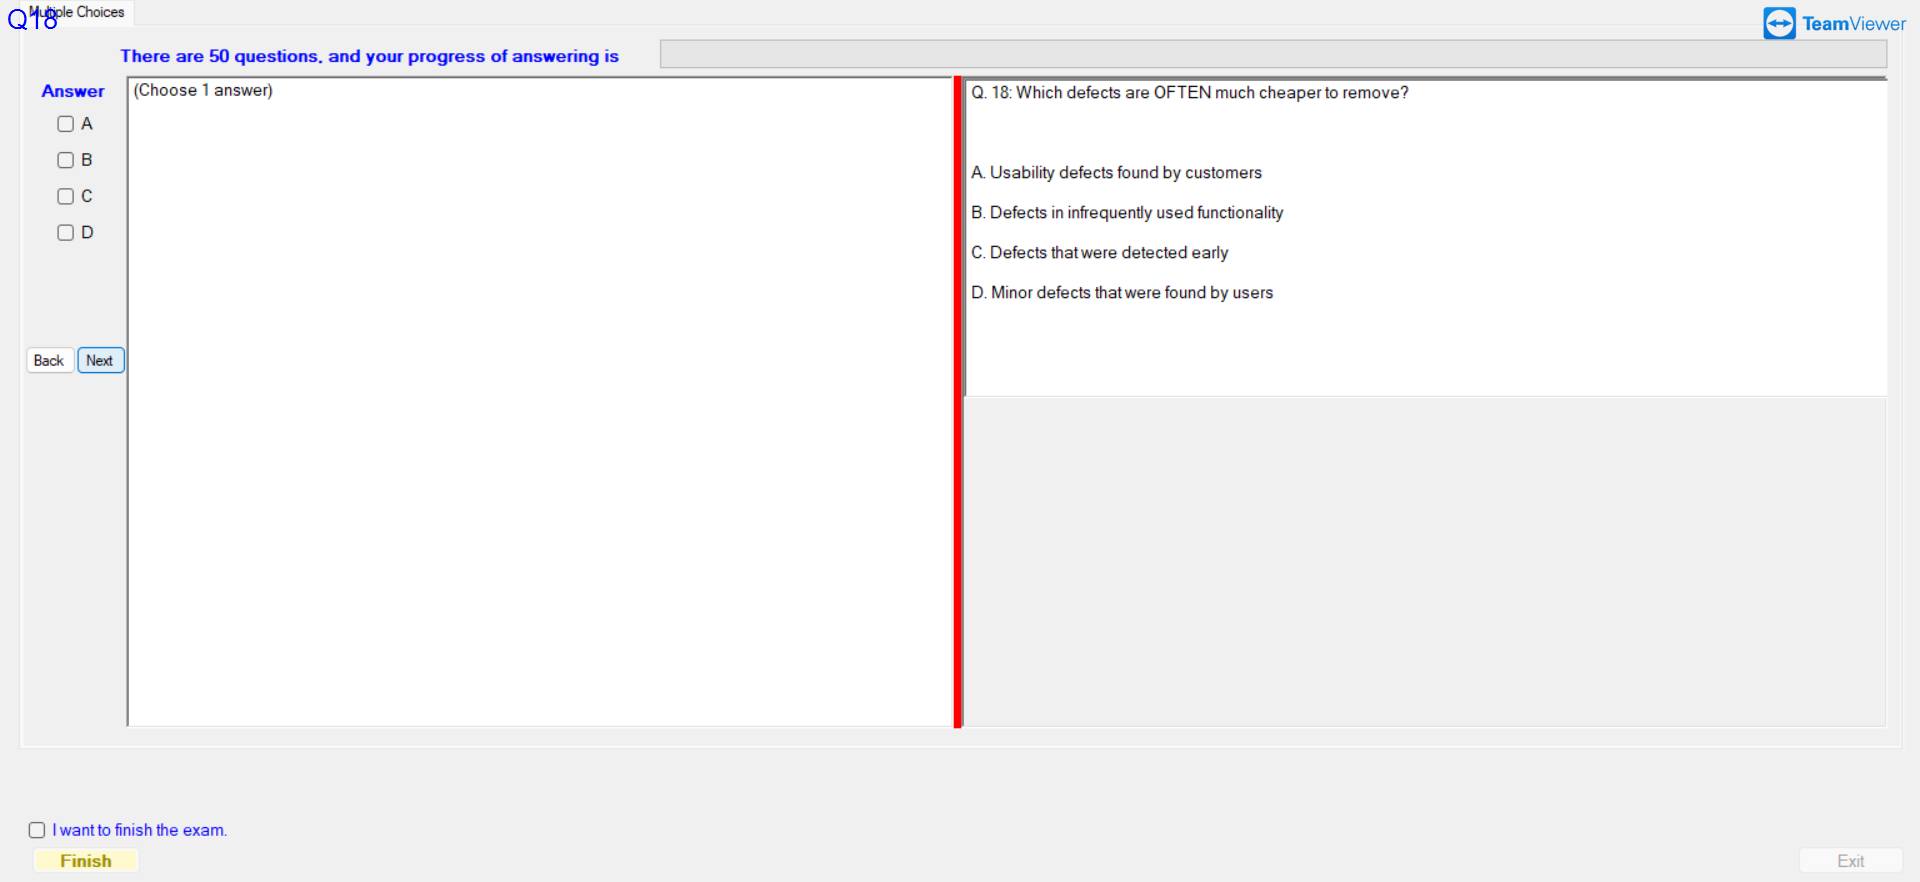 Multiple Choices
Q18
TeamViewer
There are 50 questions, and your progress of answering is
Answer
(Choose 1 answer)
A
B
C
D
Back
Next
Q. 18: Which defects are OFTEN much cheaper to remove?
A. Usability defects found by customers
B. Defects in infrequently used functionality
C. Defects that were detected early
D. Minor defects that were found by users
I want to finish the exam.
Finish
Exit